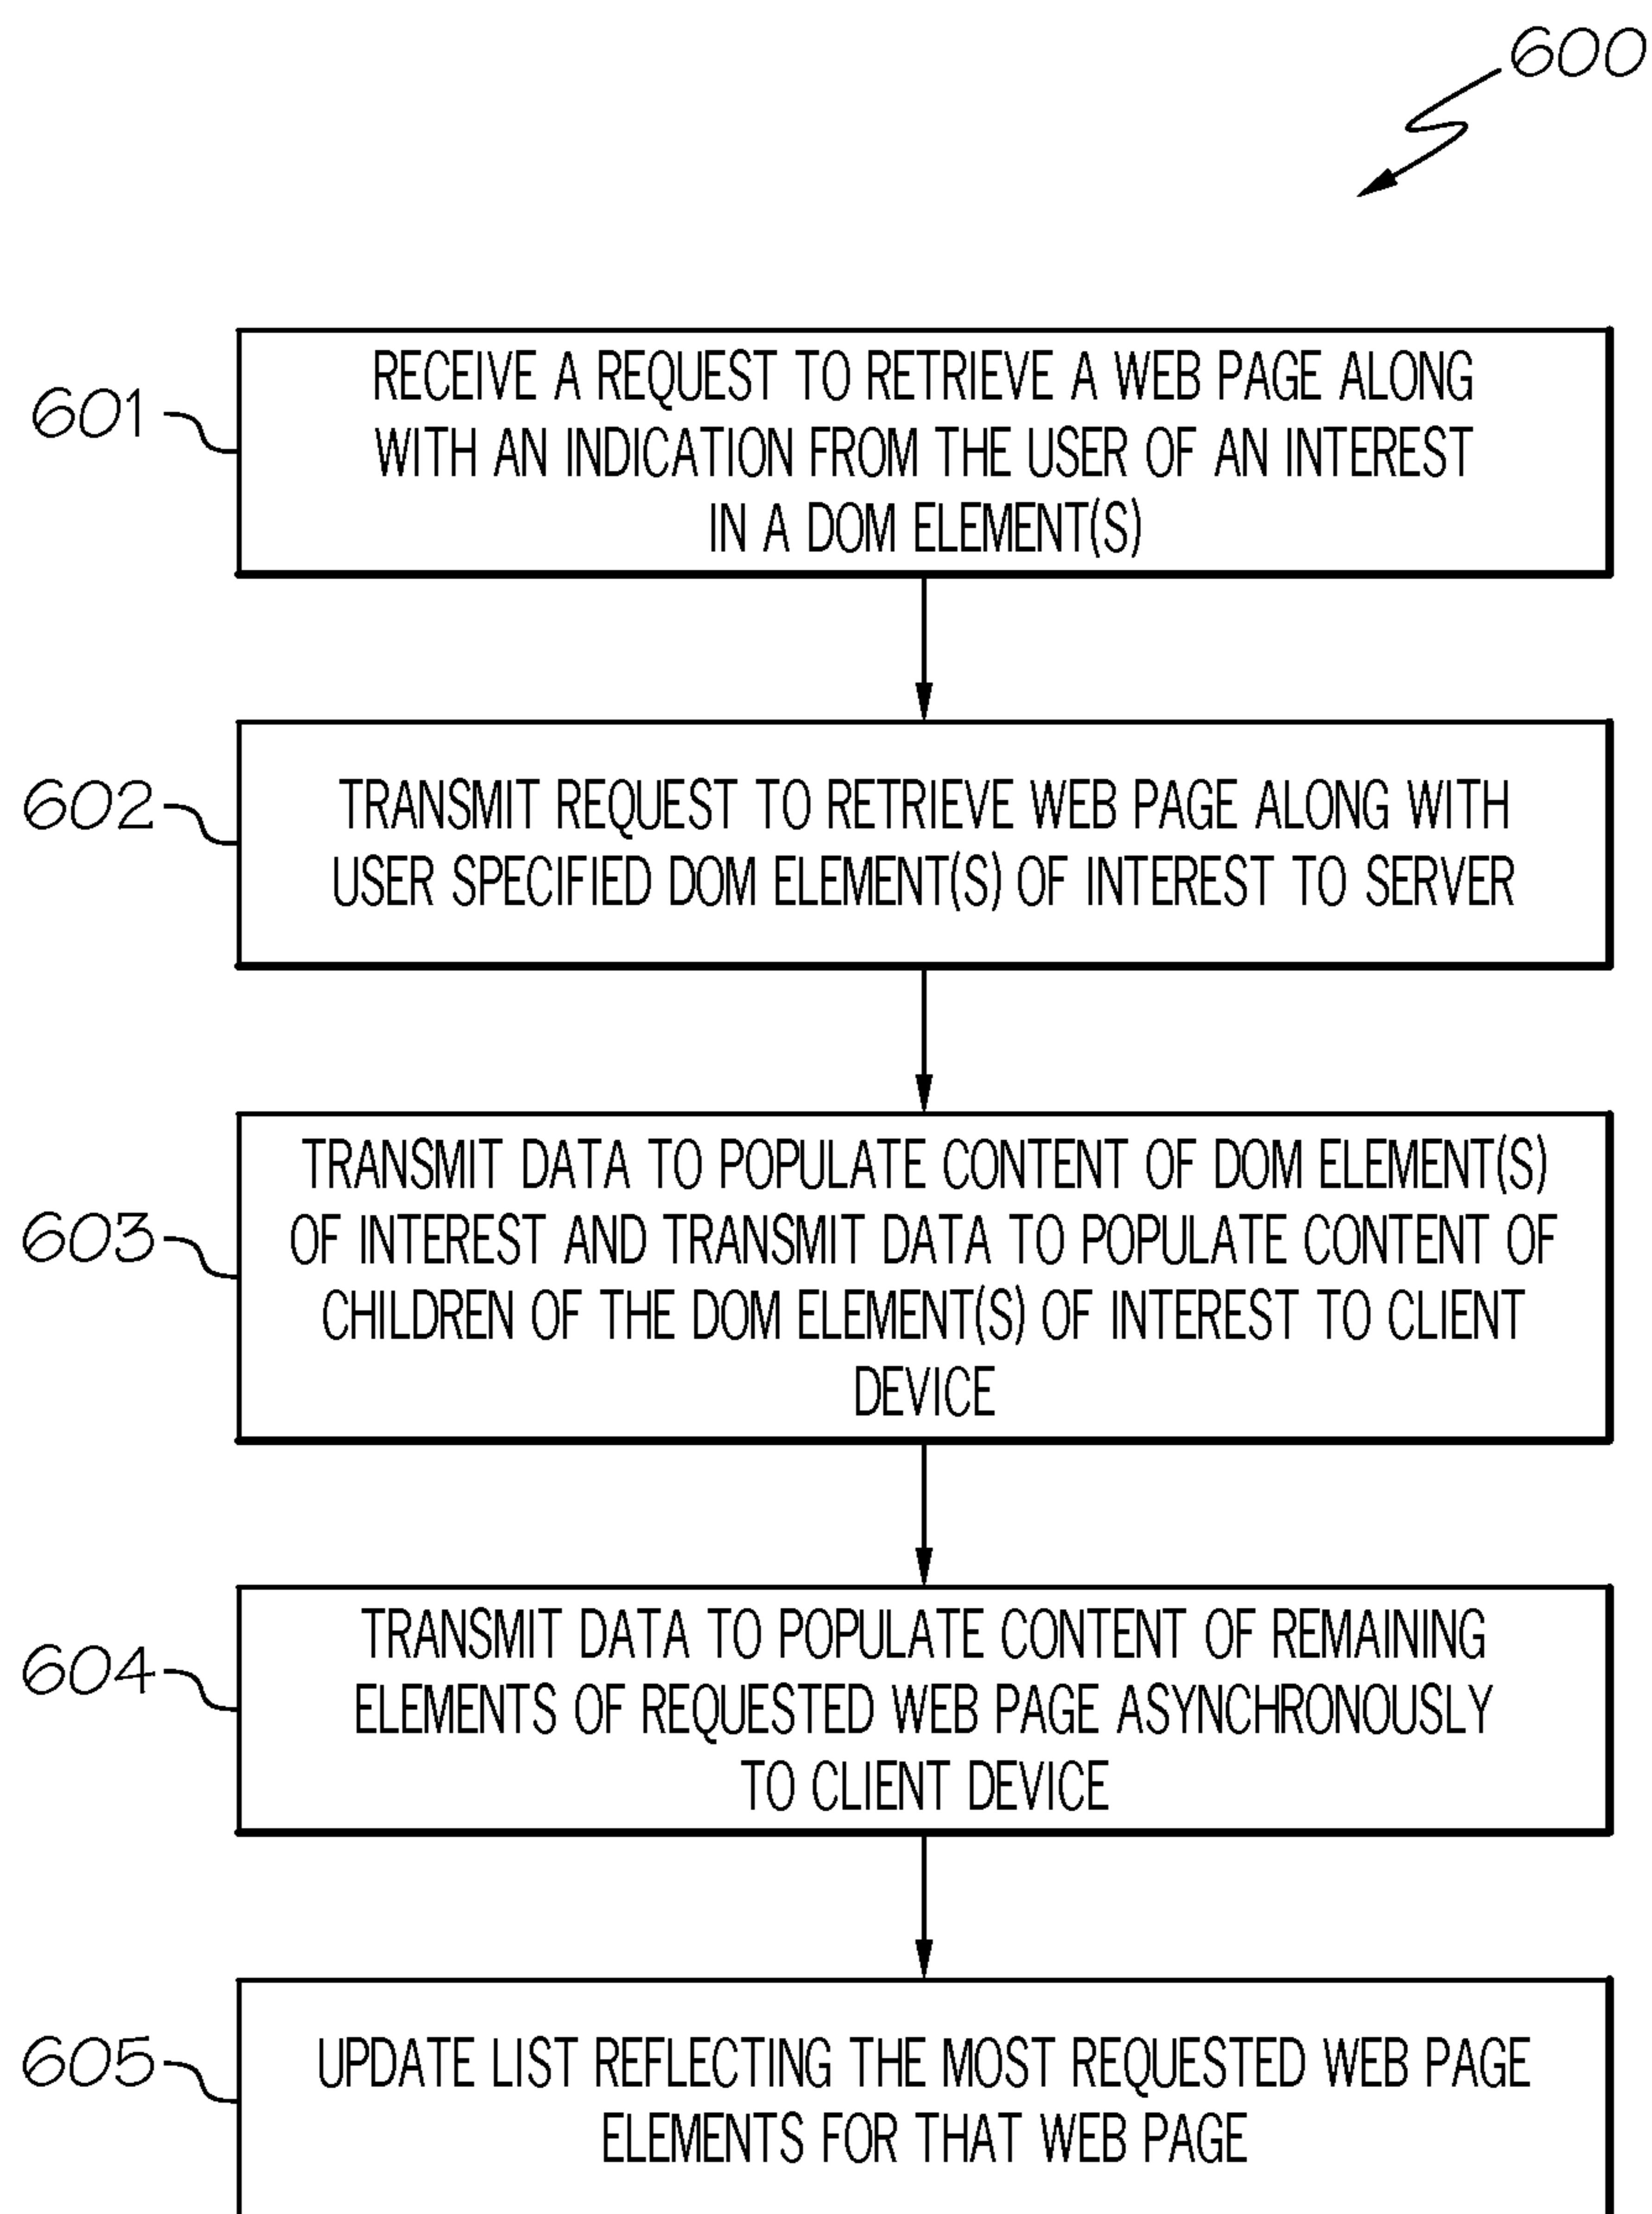 600
601
RECEIVE A REQUEST TO RETRIEVE A WEB PAGE ALONG
WITH AN INDICATION FROM THE USER OF AN INTEREST
IN A DOM ELEMENT(S)
602
TRANSMIT REQUEST TO RETRIEVE WEB PAGE ALONG WITH
USER SPECIFIED DOM ELEMENT(S) OF INTEREST TO SERVER
603
TRANSMIT DATA TO POPULATE CONTENT OF DOM ELEMENT(S)
OF INTEREST AND TRANSMIT DATA TO POPULATE CONTENT OF
CHILDREN OF THE DOM ELEMENT(S) OF INTEREST TO CLIENT
DEVICE
604
TRANSMIT DATA TO POPULATE CONTENT OF REMAINING
ELEMENTS OF REQUESTED WEB PAGE ASYNCHRONOUSLY
TO CLIENT DEVICE
605
UPDATE LIST REFLECTING THE MOST REQUESTED WEB PAGE
ELEMENTS FOR THAT WEB PAGE